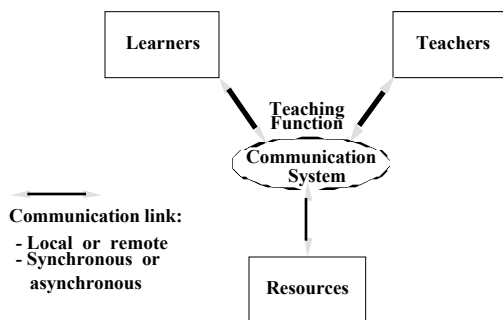 Learners
Teachers
Teaching
Function
Communication
System
Communication link:
- Local or remote
- Synchronous or
asynchronous
Resources